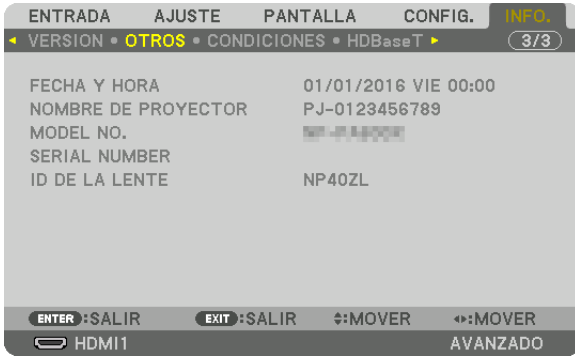 ENTRADA AJUSTE PANTALLA CONFIG. INFO.
VERSION • OTROS • CONDICIONES • HDBaseT 3/3
FECHA Y HORA 01/01/2016 VIE 00:00
NOMBRE DE PROYECTOR PJ-0123456789
MODEL NO.
SERIAL NUMBER
ID DE LA LENTE NP40ZL
ENTER :SALIR EXIT :SALIR :MOVER :MOVER
HDMI1 AVANZADO